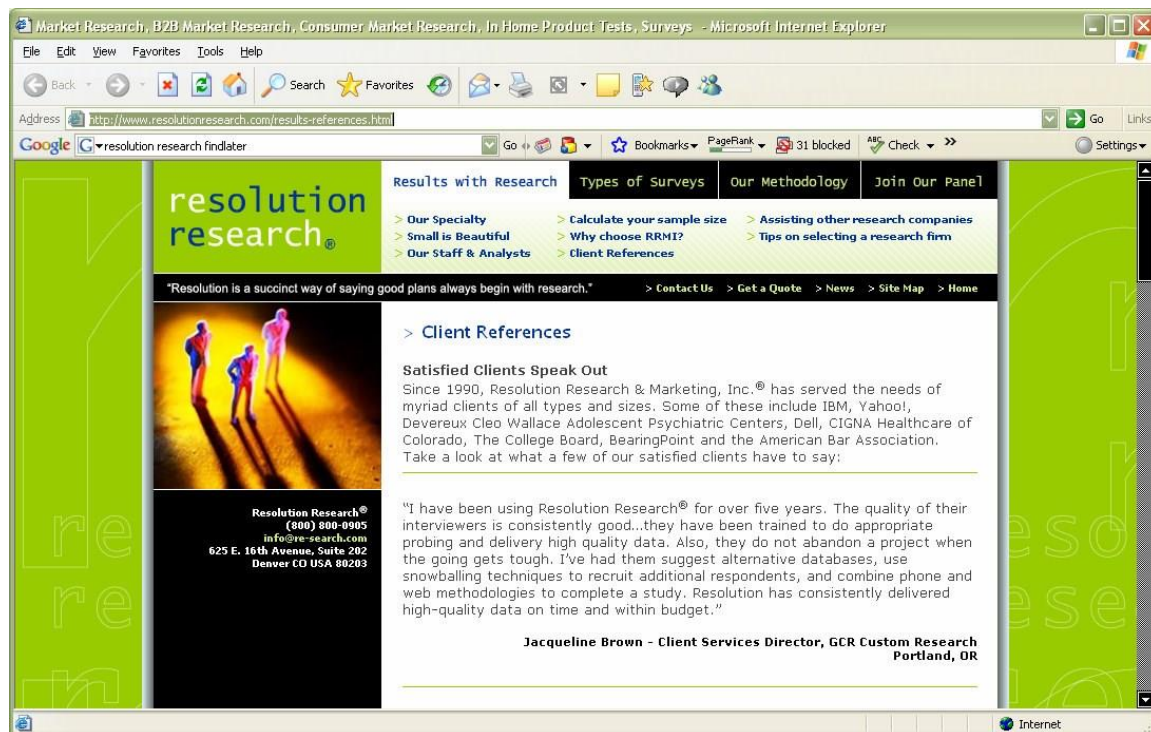 Market Research, B2B Market Research, Consumer Market Research, In Home Product Tests, Surveys - Microsoft Internet Explorer
File Edit View Favorites Tools Help
Back Search Favorites
Address http://www.resolutionresearch.com/results-references.html Go Links
Google G resolution research findlater Go Bookmarks PageRank 31 blocked ABC Check » Settings
resolution
research®
Results with Research Types of Surveys Our Methodology Join Our Panel
> Our Specialty > Calculate your sample size > Assisting other research companies
> Small is Beautiful > Why choose RRMI? > Tips on selecting a research firm
> Our Staff & Analysts > Client References
"Resolution is a succinct way of saying good plans always begin with research." > Contact Us > Get a Quote > News > Site Map > Home
> Client References
Satisfied Clients Speak Out
Since 1990, Resolution Research & Marketing, Inc.® has served the needs of
myriad clients of all types and sizes. Some of these include IBM, Yahoo!,
Devereux Cleo Wallace Adolescent Psychiatric Centers, Dell, CIGNA Healthcare of
Colorado, The College Board, BearingPoint and the American Bar Association.
Take a look at what a few of our satisfied clients have to say:
Resolution Research®
(800) 800-0905
info@re-search.com
625 E. 16th Avenue, Suite 202
Denver CO USA 80203
"I have been using Resolution Research® for over five years. The quality of their
interviewers is consistently good...they have been trained to do appropriate
probing and delivery high quality data. Also, they do not abandon a project when
the going gets tough. I've had them suggest alternative databases, use
snowballing techniques to recruit additional respondents, and combine phone and
web methodologies to complete a study. Resolution has consistently delivered
high-quality data on time and within budget."
Jacqueline Brown - Client Services Director, GCR Custom Research
Portland, OR
Internet